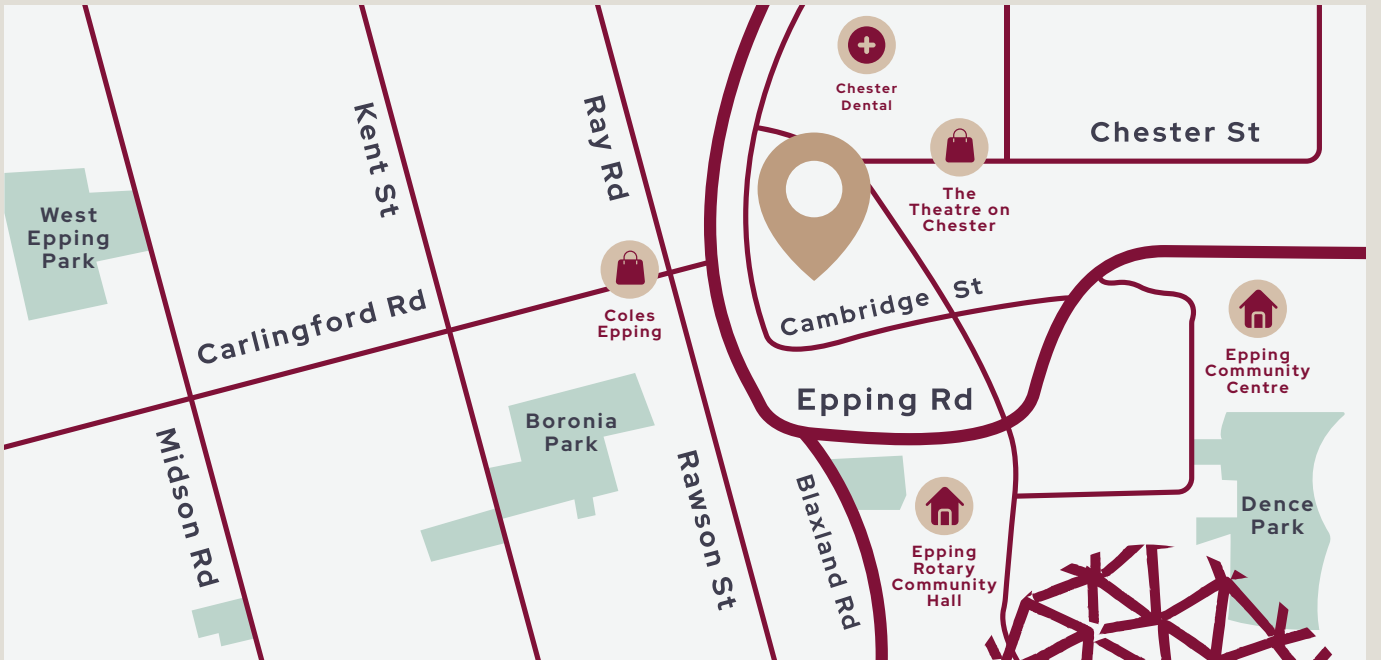 Chester
Dental
Kent St
Ray Rd
Chester St
The
Theatre on
Chester
West
Epping
Park
Carlingford Rd
Coles
Epping
Cambridge St
Epping
Community
Centre
Epping Rd
Boronia
Park
Midson Rd
Rawson St
Blaxland Rd
Epping
Rotary
Community
Hall
Dence
Park